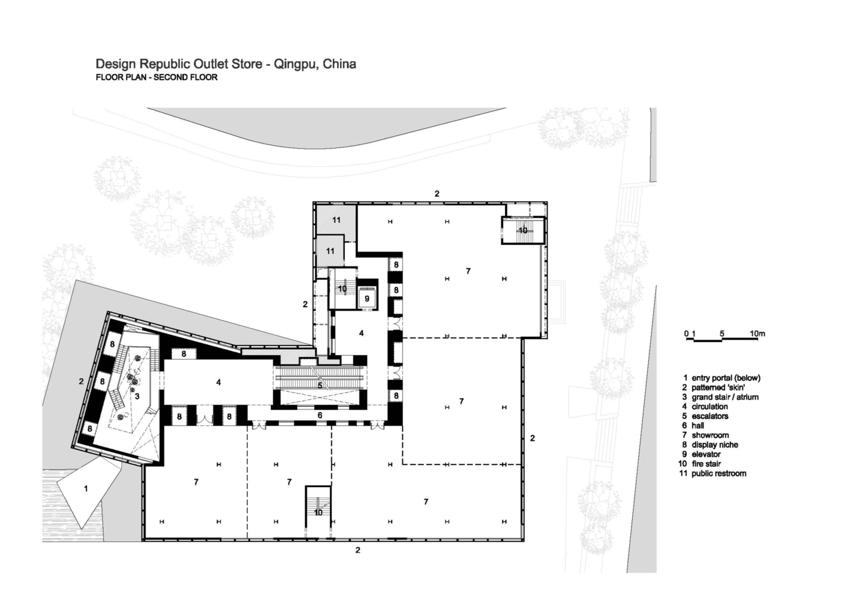 Design Republic Outlet Store - Qingpu, China
FLOOR PLAN - SECOND FLOOR
2
11
10
7
11
8
8
10
9
2
4
0 1 5 10m
8
8
4
5
1 entry portal (below)
2 patterned 'skin'
3 grand stair / atrium
4 circulation
5 escalators
6 hall
7 showroom
8 display niche
9 elevator
10 fire stair
11 public restroom
2
8
3
8
7
8
8
6
8
2
7
7
7
1
10
2